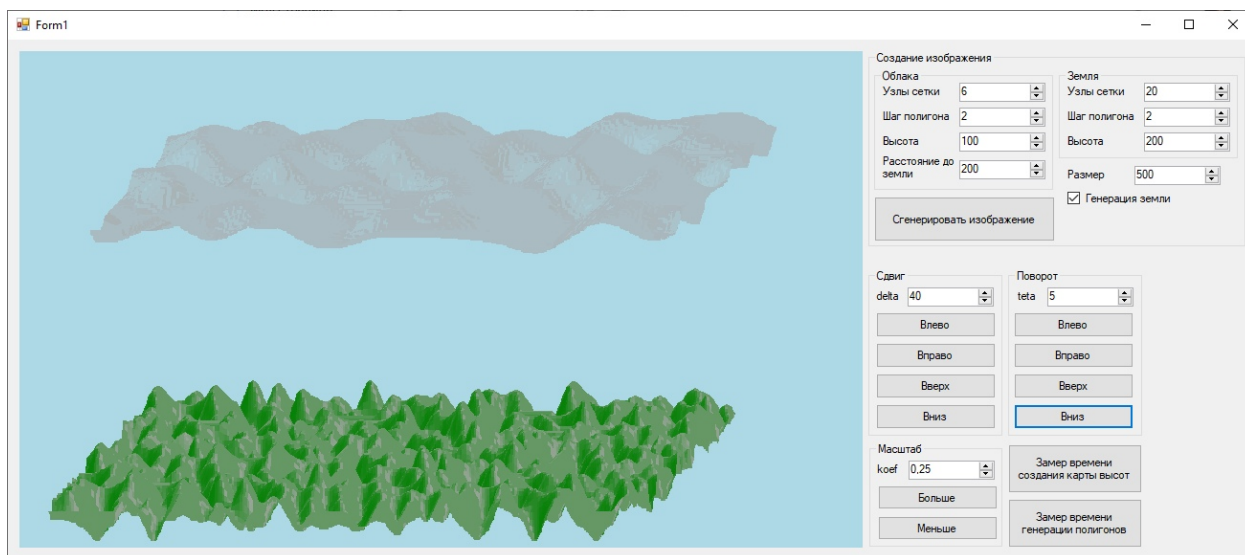 Form1
Создание изображения
Облака
Узлы сетки 6
Шаг полигона 2
Высота 100
Расстояние до
земли 200
Сгенерировать изображение
Земля
Узлы сетки 20
Шаг полигона 2
Высота 200
Размер 500
Генерация земли
Сдвиг
delta 40
Влево
Вправо
Вверх
Вниз
Поворот
teta 5
Влево
Вправо
Вверх
Вниз
Масштаб
koef 0,25
Больше
Меньше
Замер времени
создания карты высот
Замер времени
генерации полигонов